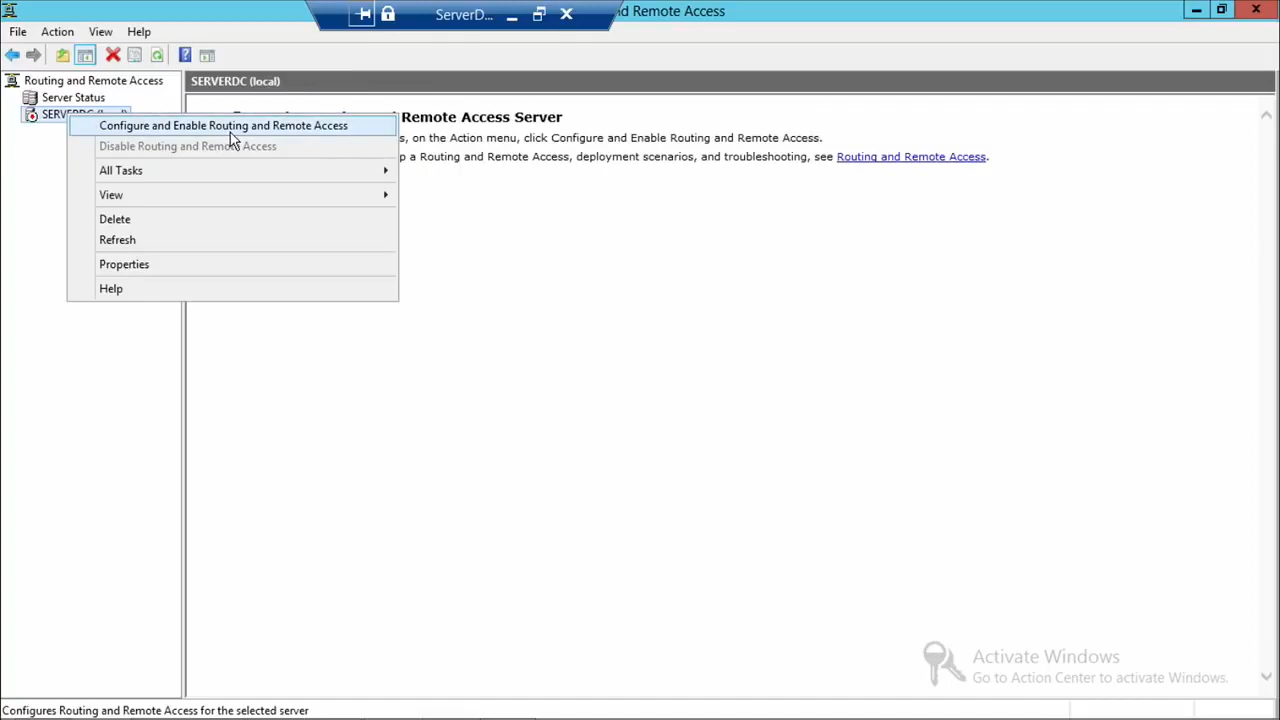 ServerD...
nd Remote Access
File Action View Help
Routing and Remote Access
Server Status
SERVERDC (local)
SERVERDC (local)
Remote Access Server
s, on the Action menu, click Configure and Enable Routing and Remote Access.
p a Routing and Remote Access, deployment scenarios, and troubleshooting, see Routing and Remote Access.
Configure and Enable Routing and Remote Access
Disable Routing and Remote Access
All Tasks
View
Delete
Refresh
Properties
Help
Activate Windows
Go to Action Center to activate Windows.
Configures Routing and Remote Access for the selected server